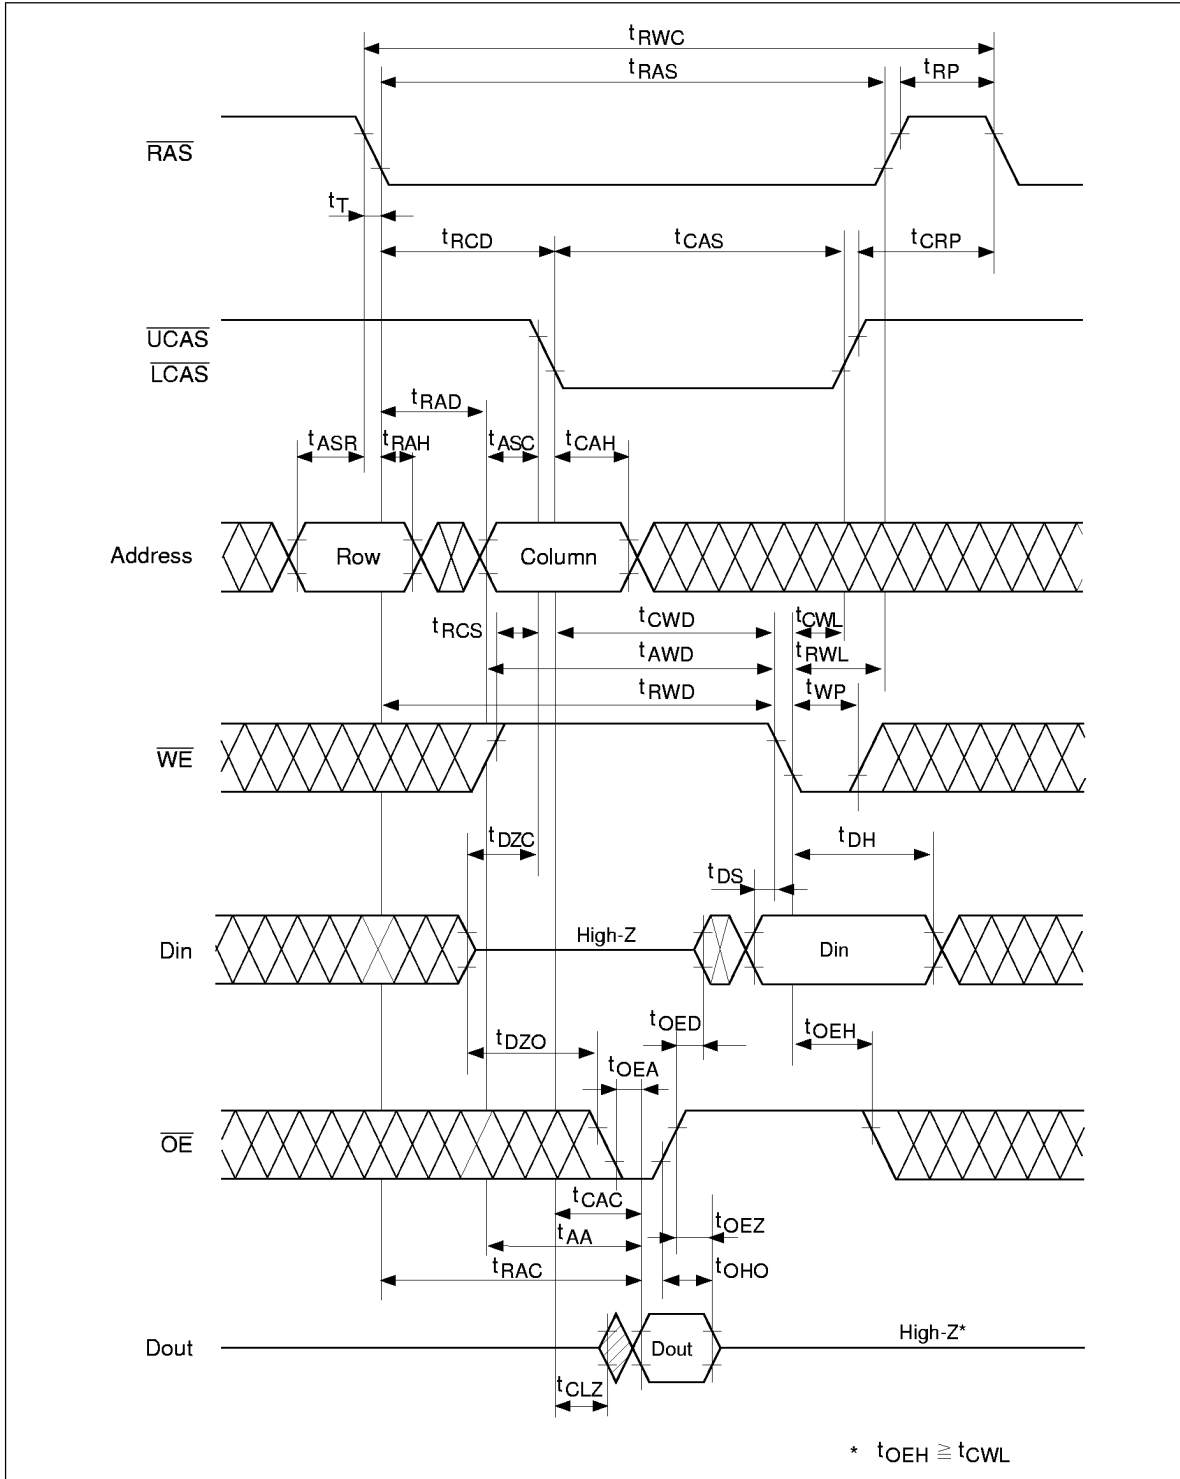 tRWC
tRAS tRP
RAS
tT
tRCD tCAS tCRP
UCAS
LCAS
tRAD
tASR tRAH tASC tCAH
Address Row Column
tRCS tCWD tCWL
tAWD tRWL
tRWD tWP
WE
tDZC tDH
tDS
Din High-Z Din
tOED tOEH
tDZO
tOEA
OE
tCAC
tOEZ
tAA
tRAC tOHO
High-Z*
Dout Dout
tCLZ
* tOEH ≧ tCWL